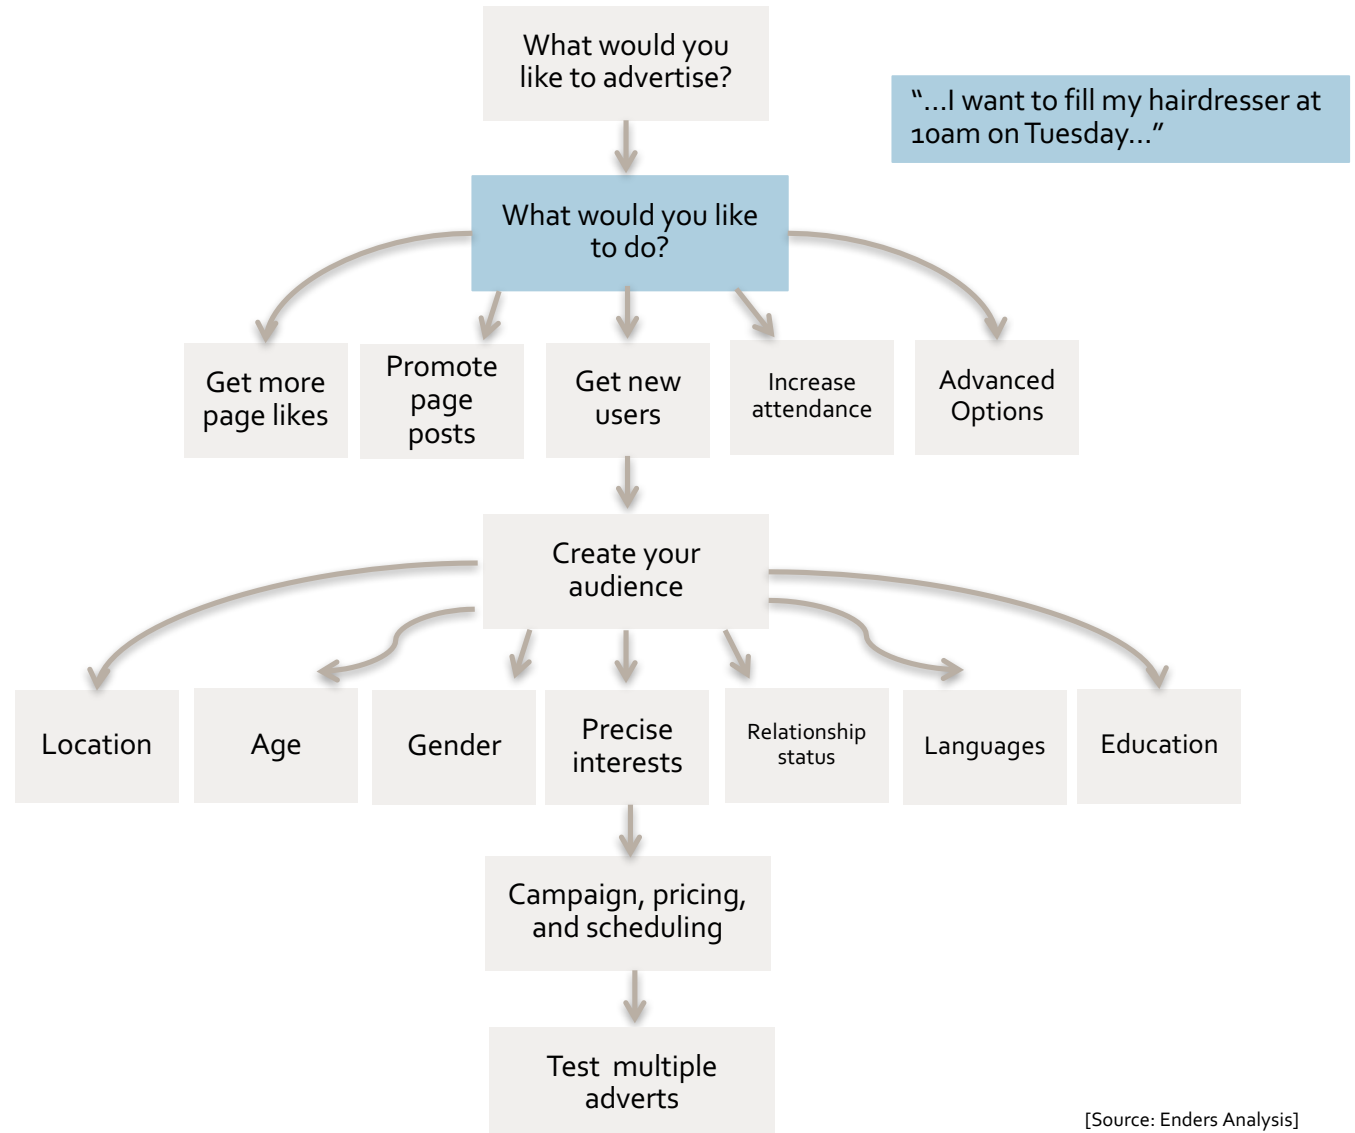 What would you
like to advertise?
“…I want to fill my hairdresser at
10am on Tuesday…”
What would you like
to do?
Get more
page likes
Promote
page
posts
Get new
users
Increase
attendance
Advanced
Options
Create your
audience
Location
Age
Gender
Precise
interests
Relationship
status
Languages
Education
Campaign, pricing,
and scheduling
Test  multiple
adverts
[Source: Enders Analysis]